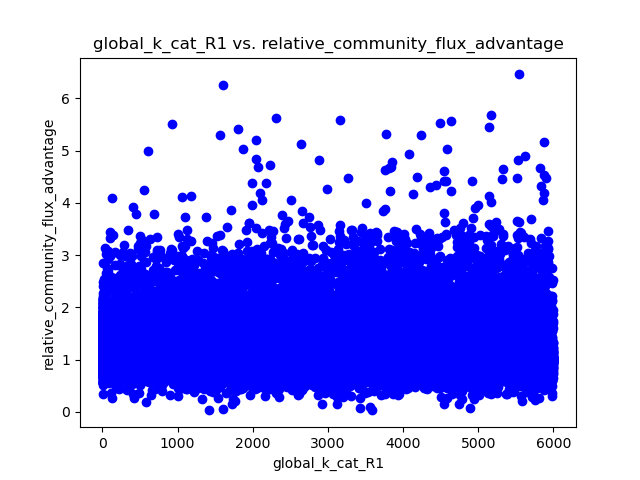 global_k_cat_R1 vs. relative_community_flux_advantage
relative_community_flux_advantage
6
5
4
3
2
1
0
0 1000 2000 3000 4000 5000 6000
global_k_cat_R1